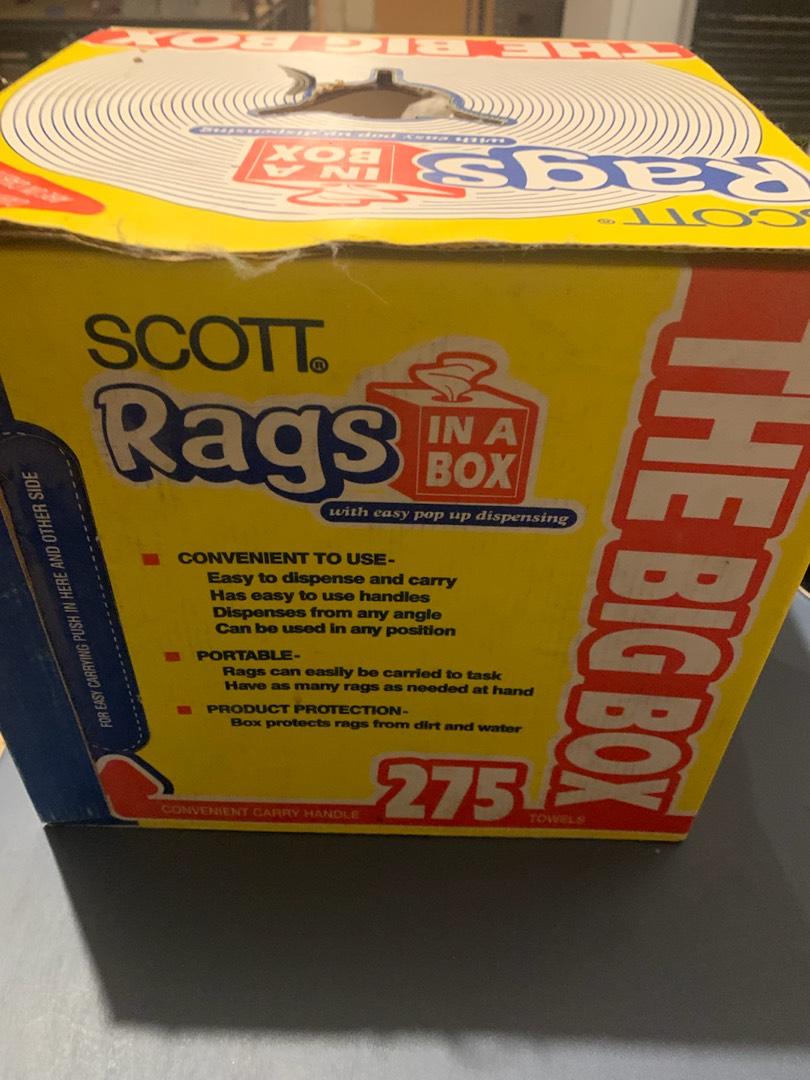 THE BIG BOX
THE BIG BOX
with easy pop up dispensing
IN A
BOX
Rags
SCOTT®
SCOTT®
Rags
IN A
BOX
with easy pop up dispensing
CONVENIENT TO USE-
Easy to dispense and carry
Has easy to use handles
Dispenses from any angle
Can be used in any position
PORTABLE-
Rags can easily be carried to task
Have as many rags as needed at hand
PRODUCT PROTECTION-
Box protects rags from dirt and water
FOR EASY CARRYING PUSH IN HERE AND OTHER SIDE
THE BIG BOX
CONVENIENT CARRY HANDLE
275
TOWELS